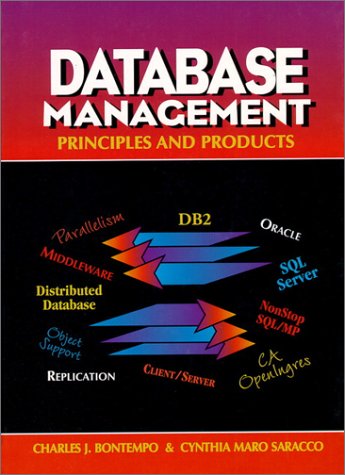 DATABASE
MANAGEMENT
PRINCIPLES AND PRODUCTS
Parallelism
DB2
ORACLE
MIDDLEWARE
SQL
Server
Distributed
Database
NonStop
SQL/MP
Object
Support
CA
OpenIngres
REPLICATION
CLIENT/SERVER
CHARLES J. BONTEMPO & CYNTHIA MARO SARACCO